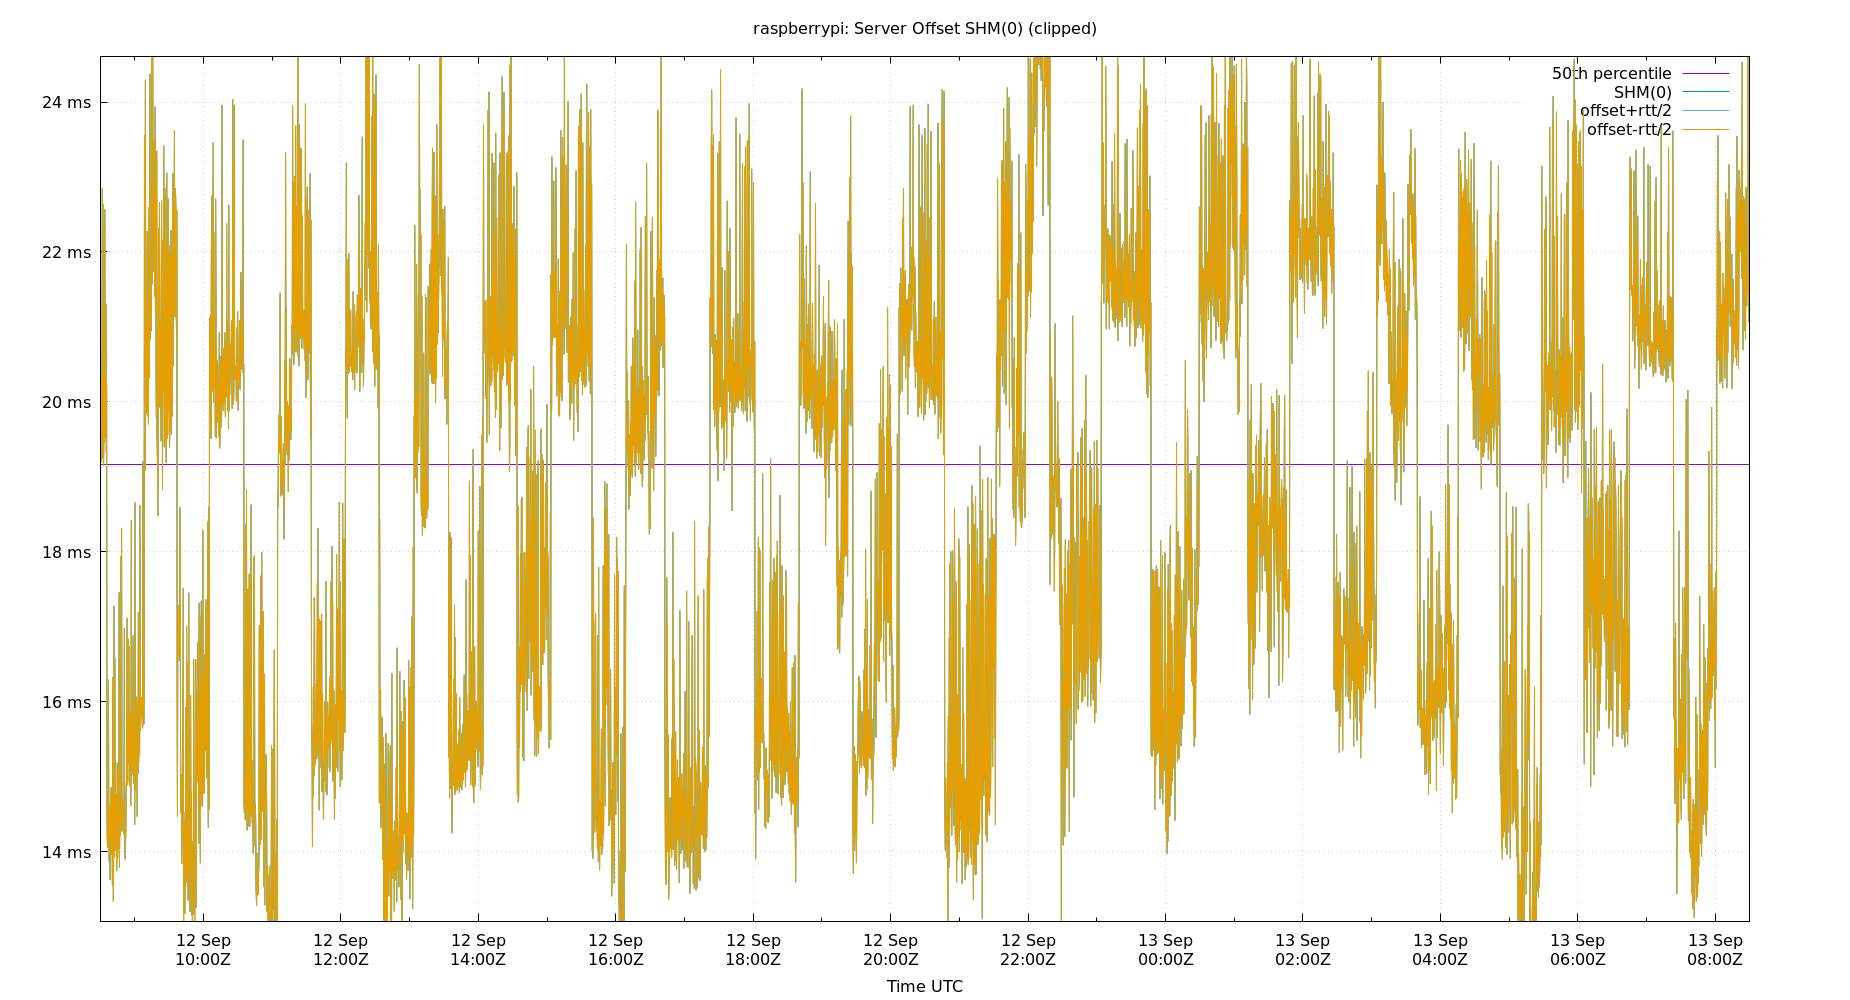 raspberrypi: Server Offset SHM(0) (clipped)
50th percentile
SHM(0)
offset+rtt/2
offset-rtt/2
24 ms
22 ms
20 ms
18 ms
16 ms
14 ms
12 Sep 12 Sep 12 Sep 12 Sep 12 Sep 12 Sep 12 Sep 13 Sep 13 Sep 13 Sep 13 Sep 13 Sep
10:00Z 12:00Z 14:00Z 16:00Z 18:00Z 20:00Z 22:00Z 00:00Z 02:00Z 04:00Z 06:00Z 08:00Z
Time UTC